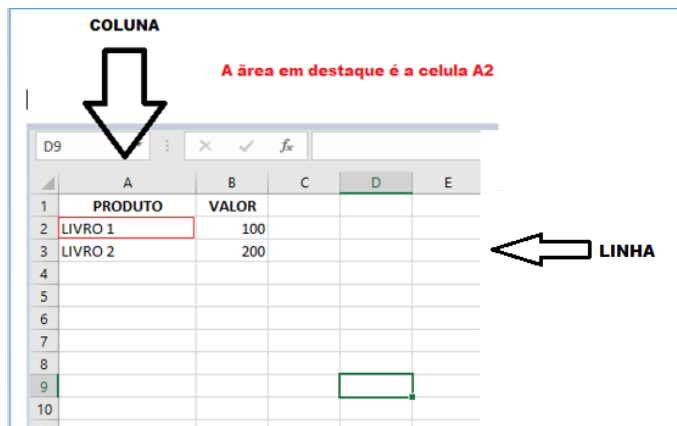 COLUNA
A ärea em destaque é a celula A2
D9 fx
A B C D E
1 PRODUTO VALOR
2 LIVRO 1 100
3 LIVRO 2 200
LINHA
4
5
6
7
8
9
10